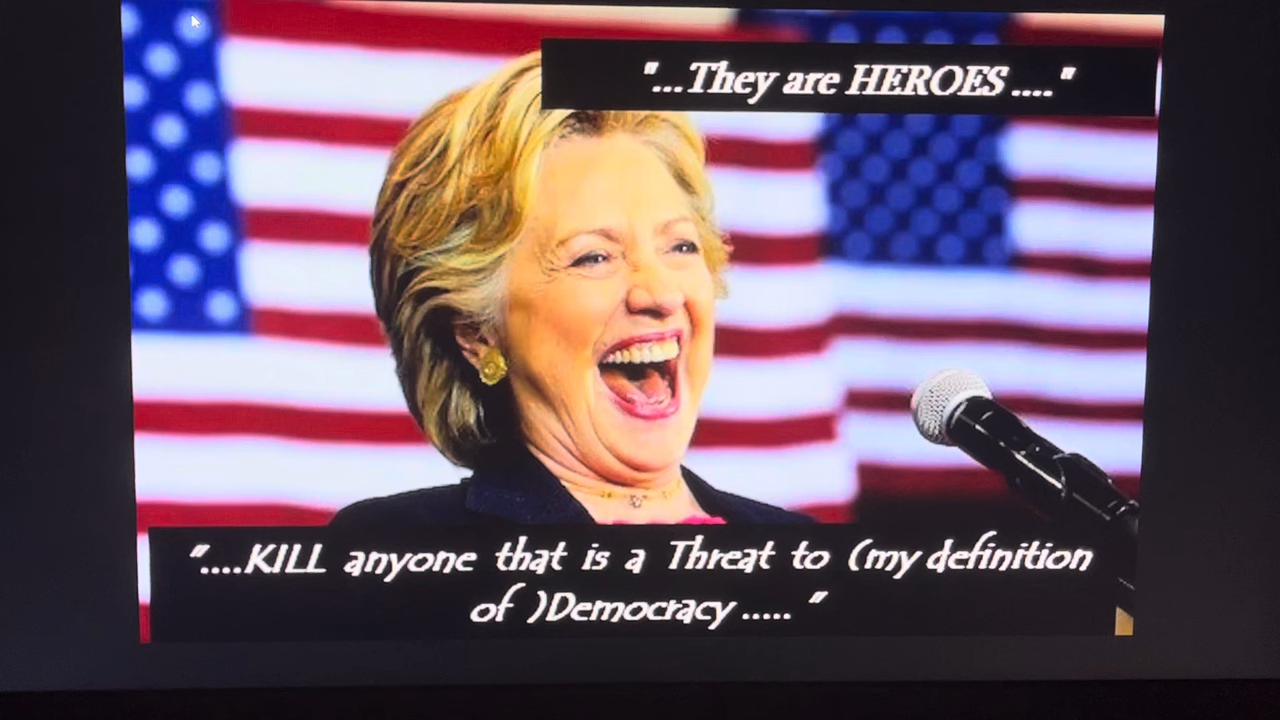 "...They are HEROES ...."
"....KILL anyone that is a Threat to (my definition
of )Democracy ..... "